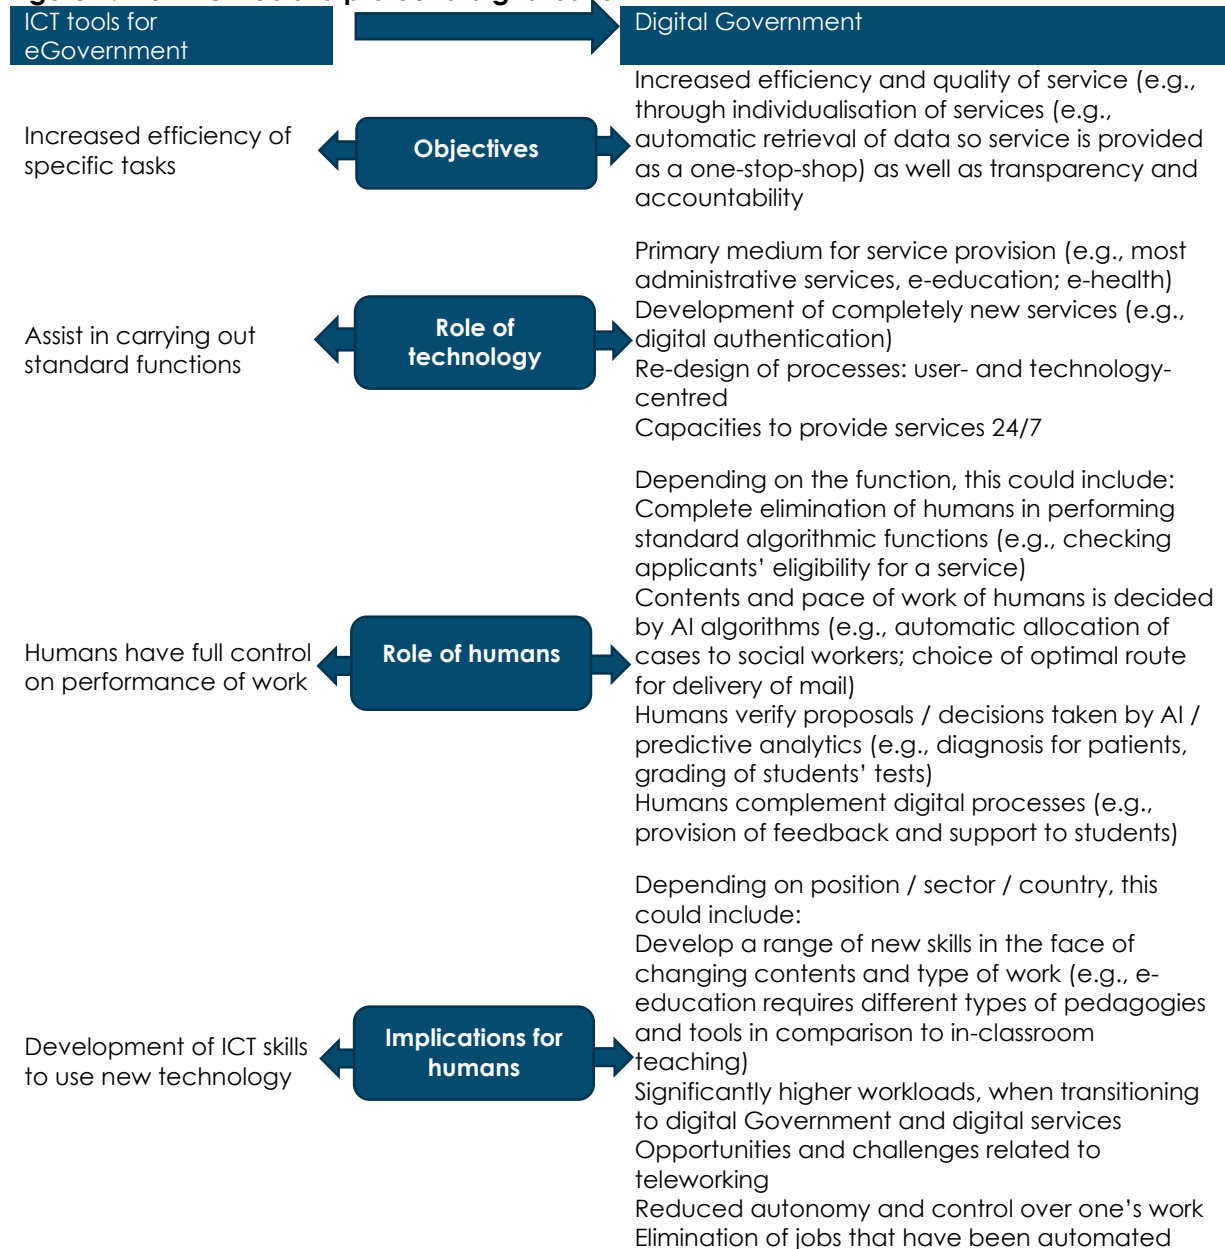 ICT tools for
eGovernment
Digital Government
Increased efficiency of
specific tasks
Objectives
Increased efficiency and quality of service (e.g.,
through individualisation of services (e.g.,
automatic retrieval of data so service is provided
as a one-stop-shop) as well as transparency and
accountability
Assist in carrying out
standard functions
Role of
technology
Primary medium for service provision (e.g., most
administrative services, e-education; e-health)
Development of completely new services (e.g.,
digital authentication)
Re-design of processes: user- and technology-
centred
Capacities to provide services 24/7
Humans have full control
on performance of work
Role of humans
Depending on the function, this could include:
Complete elimination of humans in performing
standard algorithmic functions (e.g., checking
applicants’ eligibility for a service)
Contents and pace of work of humans is decided
by AI algorithms (e.g., automatic allocation of
cases to social workers; choice of optimal route
for delivery of mail)
Humans verify proposals / decisions taken by AI /
predictive analytics (e.g., diagnosis for patients,
grading of students’ tests)
Humans complement digital processes (e.g.,
provision of feedback and support to students)
Development of ICT skills
to use new technology
Implications for
humans
Depending on position / sector / country, this
could include:
Develop a range of new skills in the face of
changing contents and type of work (e.g., e-
education requires different types of pedagogies
and tools in comparison to in-classroom
teaching)
Significantly higher workloads, when transitioning
to digital Government and digital services
Opportunities and challenges related to
teleworking
Reduced autonomy and control over one’s work
Elimination of jobs that have been automated